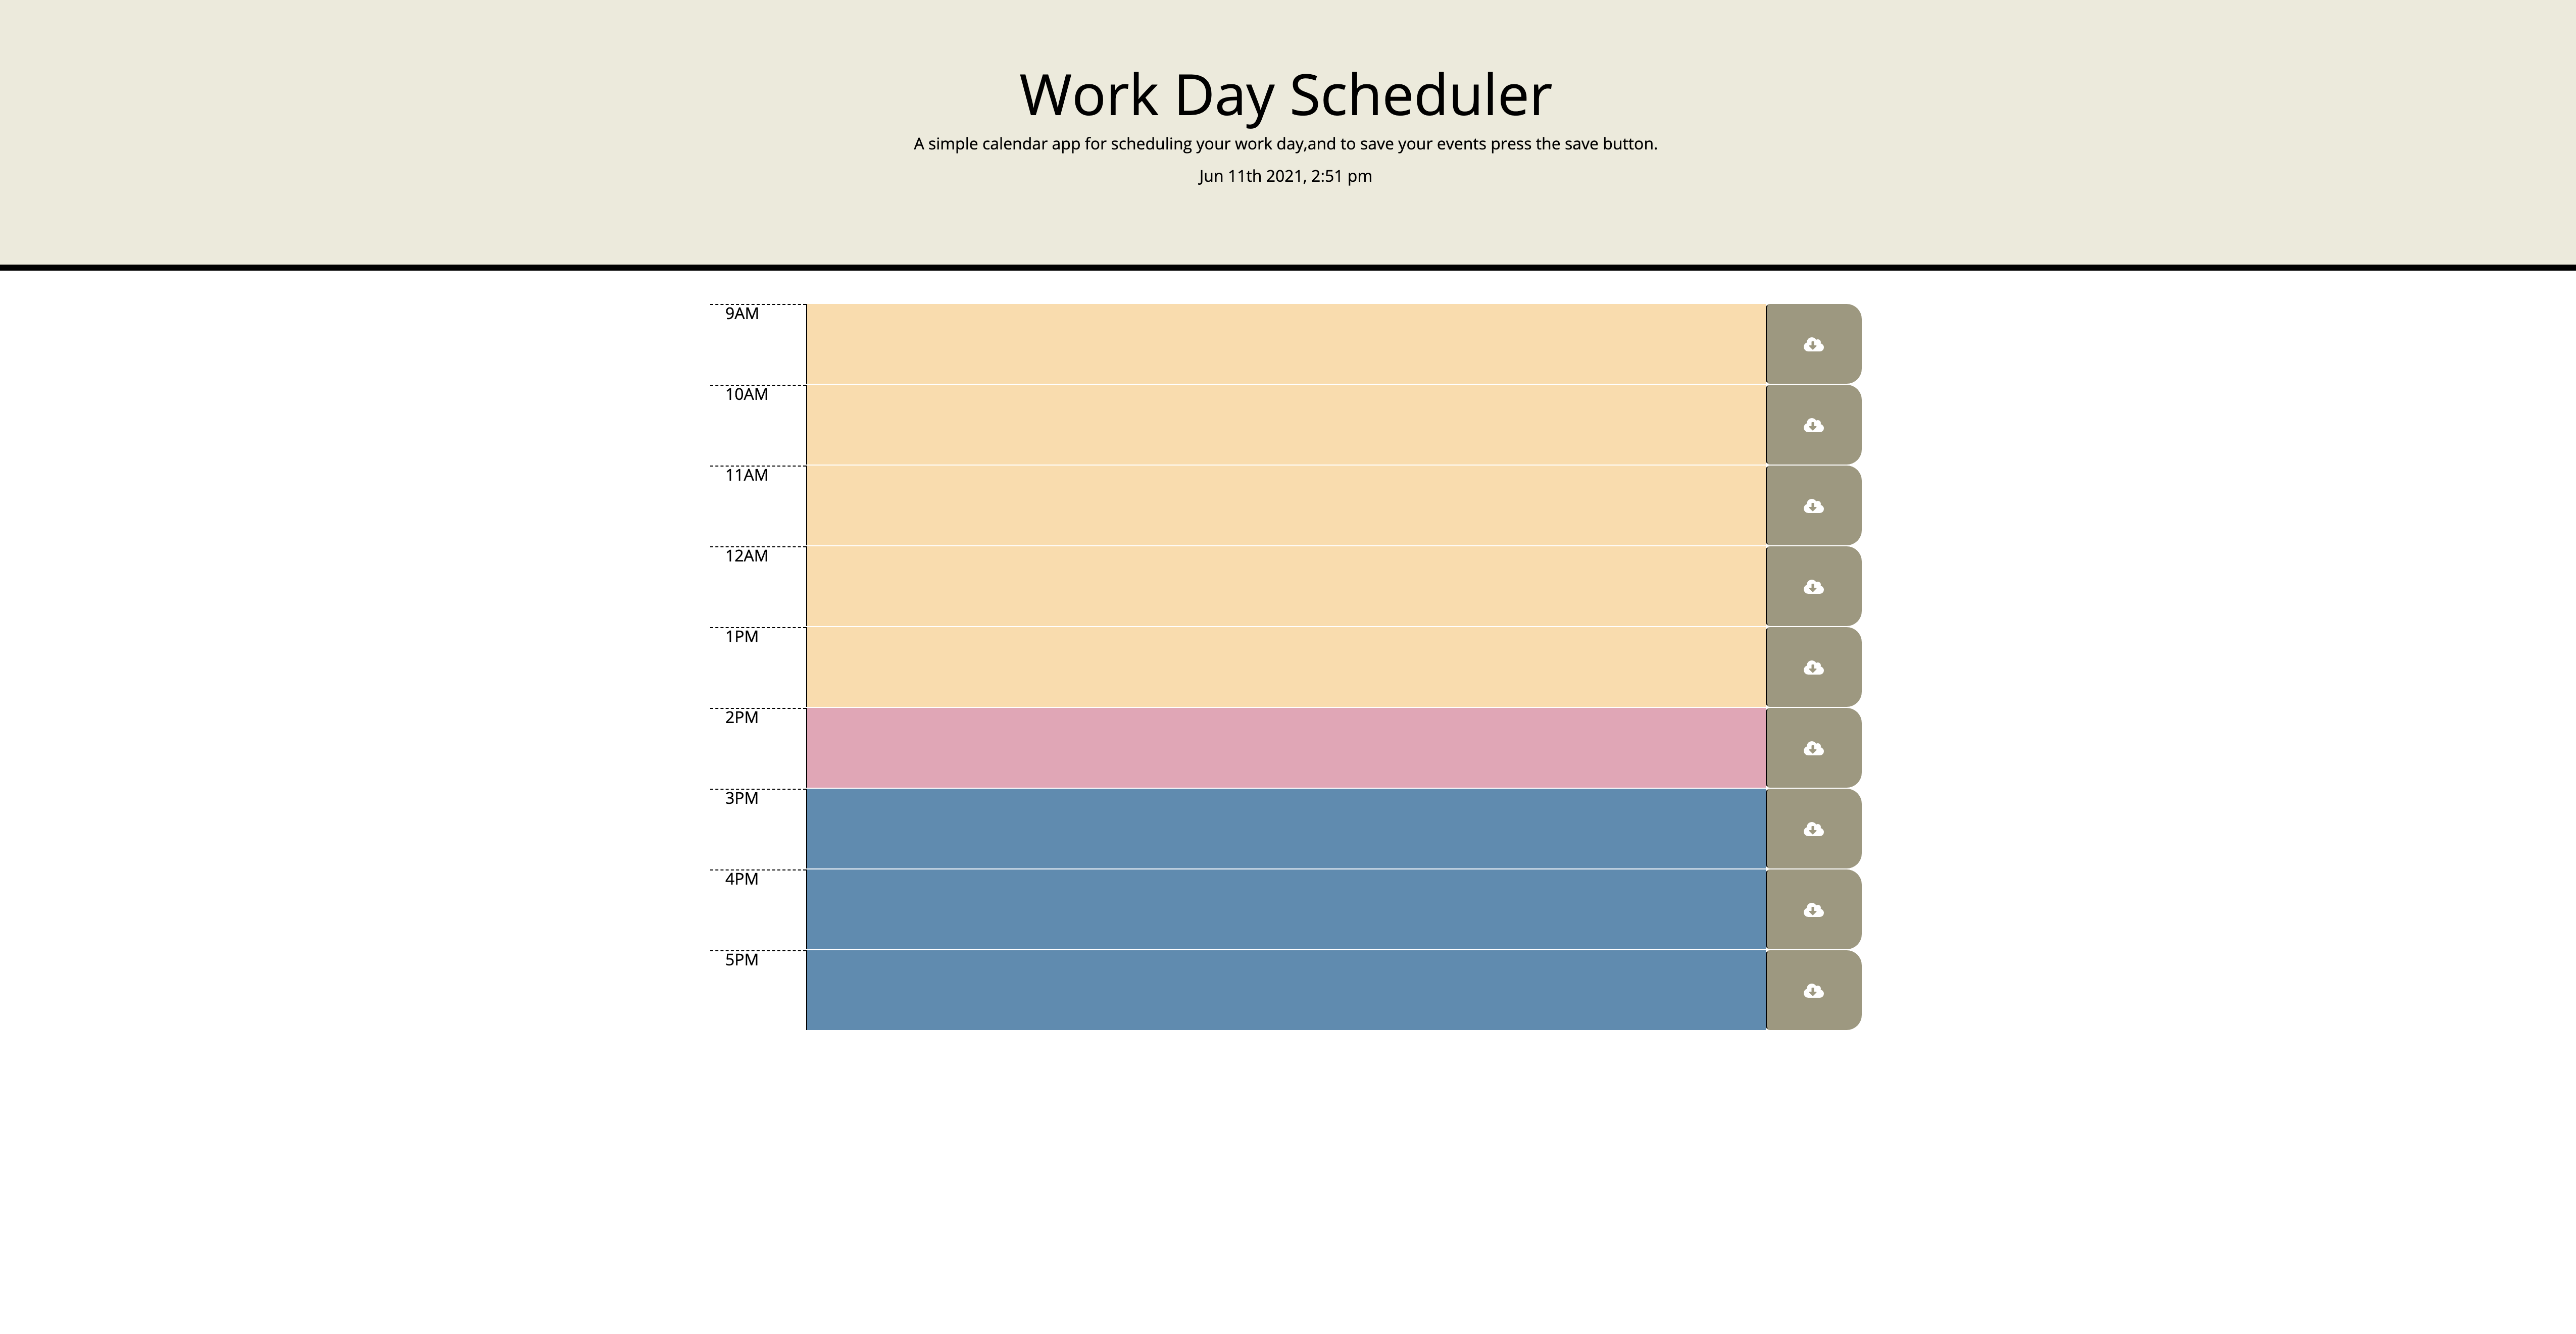 Work Day Scheduler
A simple calendar app for scheduling your work day,and to save your events press the save button.
Jun 11th 2021, 2:51 pm
9AM
10AM
11AM
12AM
1PM
2PM
3PM
4PM
5PM